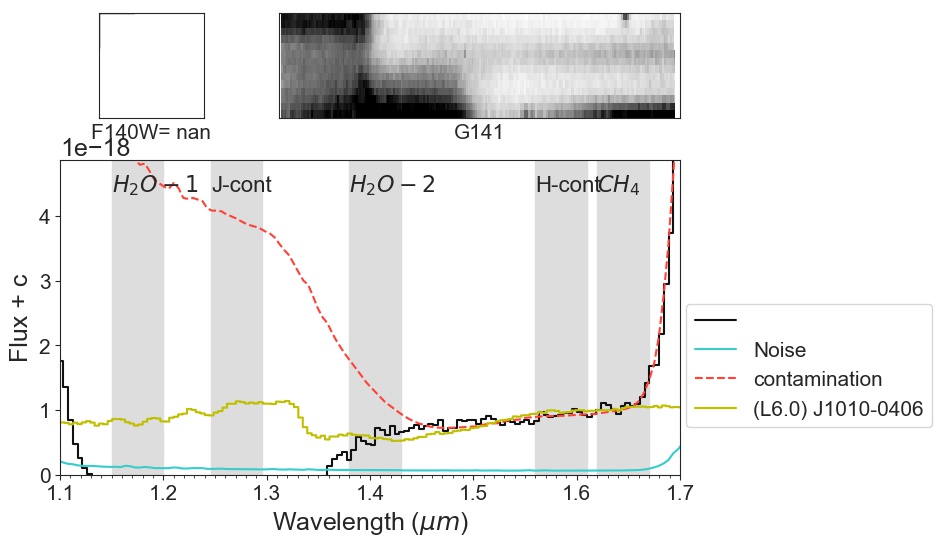 F140W= nan
G141
1e−18
H₂O − 1
J-cont
H₂O − 2
H-cont
CH₄
4
3
2
1
0
Flux + c
1.1
1.2
1.3
1.4
1.5
1.6
1.7
Wavelength (μm)
Noise
contamination
(L6.0) J1010-0406